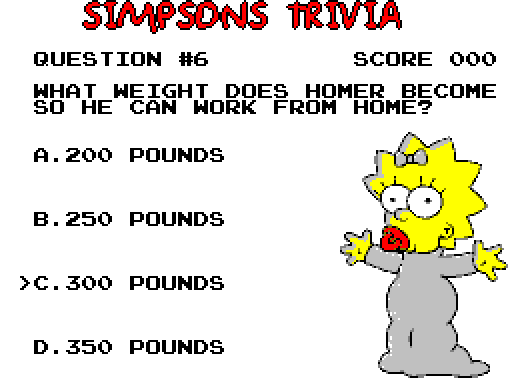 SIMPSONS TRIVIA
QUESTION #6 SCORE 000
WHAT WEIGHT DOES HOMER BECOME
SO HE CAN WORK FROM HOME?
A.200 POUNDS
B.250 POUNDS
>C.300 POUNDS
D.350 POUNDS